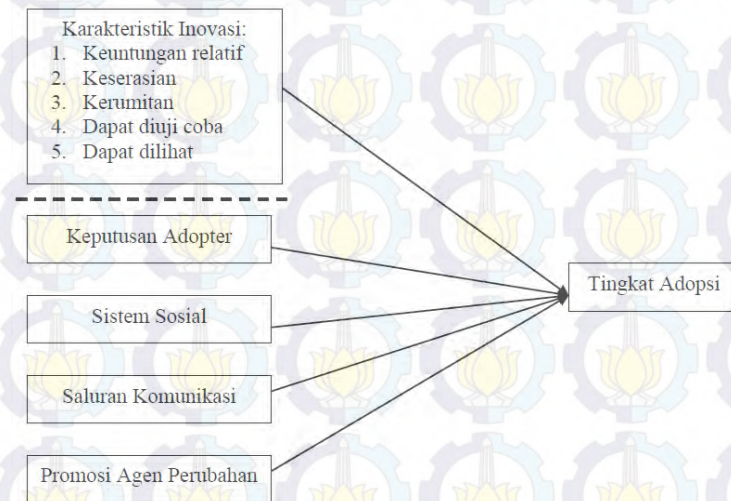 Karakteristik Inovasi:
1. Keuntungan relatif
2. Keserasian
3. Kerumitan
4. Dapat diuji coba
5. Dapat dilihat
Keputusan Adopter
Sistem Sosial
Saluran Komunikasi
Promosi Agen Perubahan
Tingkat Adopsi